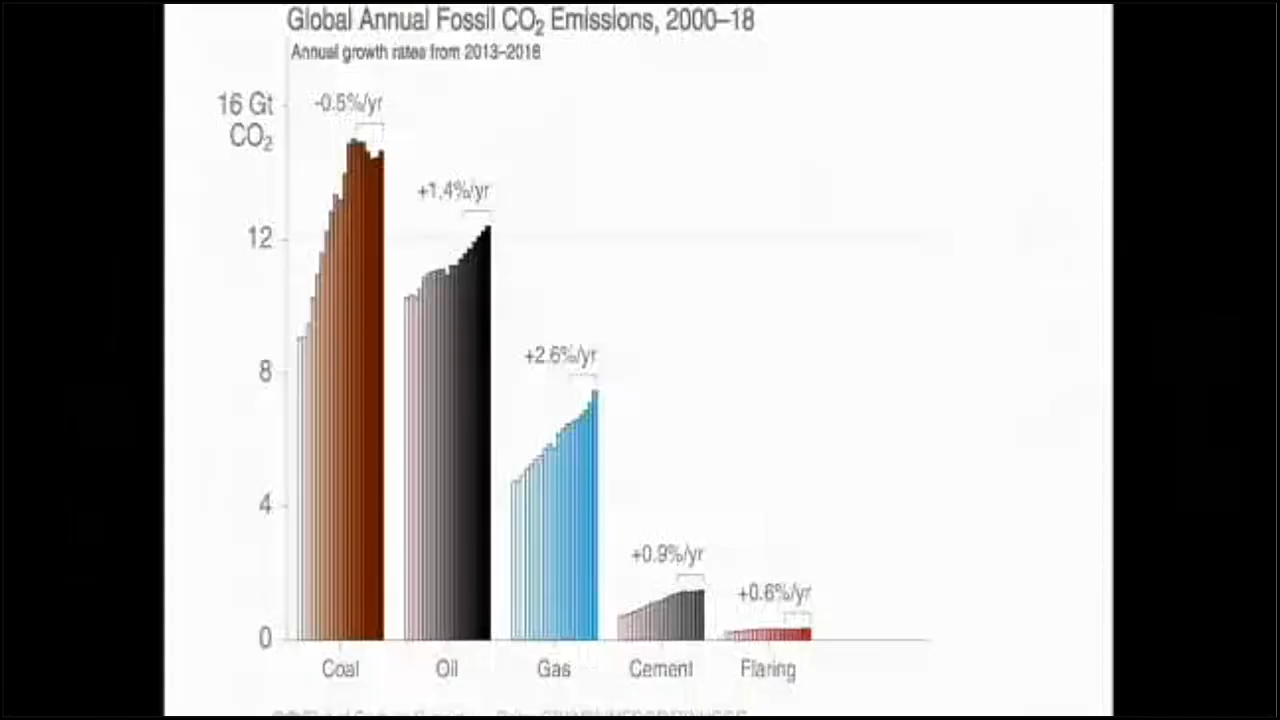 Global Annual Fossil CO₂ Emissions, 2000–18
Annual growth rates from 2013–2018
16 Gt
CO₂
-0.5%/yr
+1.4%/yr
12
+2.6%/yr
8
4
+0.9%/yr
+0.6%/yr
0
Coal
Oil
Gas
Cement
Flaring